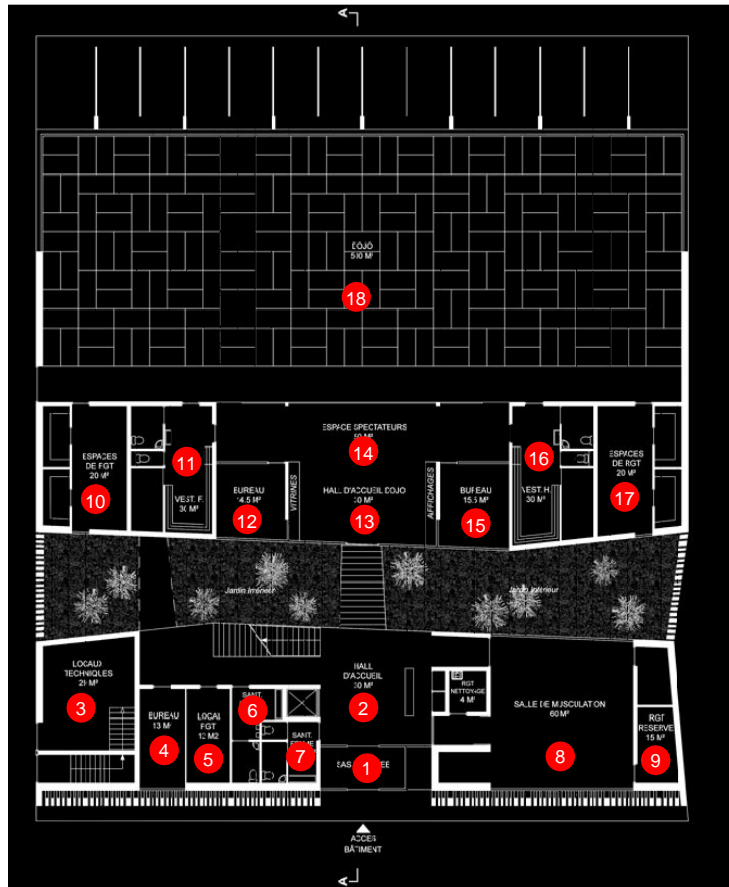 A
DOJO
500 M²
18
ESPACE SPECTATEURS
50 M²
14
ESPACES
DE RGT
20 M²
10
11
VEST. F.
30 M²
BUREAU
14.5 M²
12
VITRINES
HALL D'ACCUEIL DOJO
30 M²
13
AFFICHAGES
BUREAU
15.5 M²
15
16
VEST. H.
30 M²
ESPACES
DE RGT
20 M²
17
Jardin Intérieur
Jardin Intérieur
LOCAUX
TECHNIQUES
3
BUREAU
13 M²
4
LOCAL
RGT
12 M2
5
SANT.
6
SANT.
7
HALL
D'ACCUEIL
30 M²
2
RGT
NETTOYAGE
4 M²
SALLE DE MUSCULATION
60 M²
8
RGT
RESERVE
15 M²
9
1
ACCES
BÂTIMENT
A